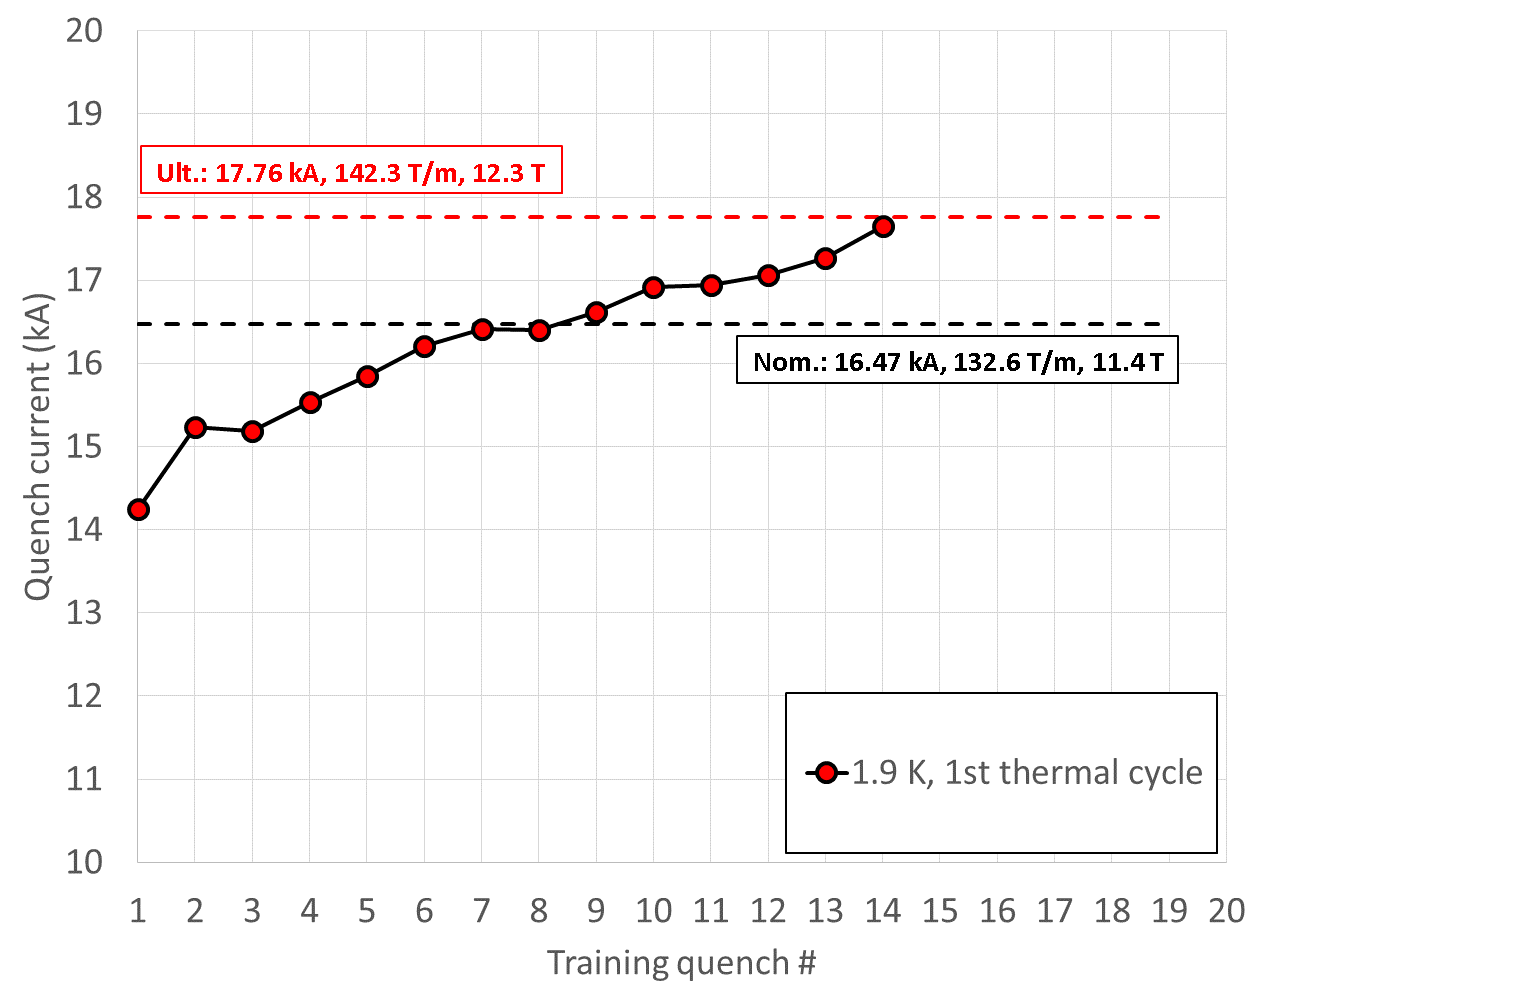 20
19
Ult.: 17.76 kA, 142.3 T/m, 12.3 T
18
17
Quench current (kA)
16
Nom.: 16.47 kA, 132.6 T/m, 11.4 T
15
14
13
12
1.9 K, 1st thermal cycle
11
10
1 2 3 4 5 6 7 8 9 10 11 12 13 14 15 16 17 18 19 20
Training quench #